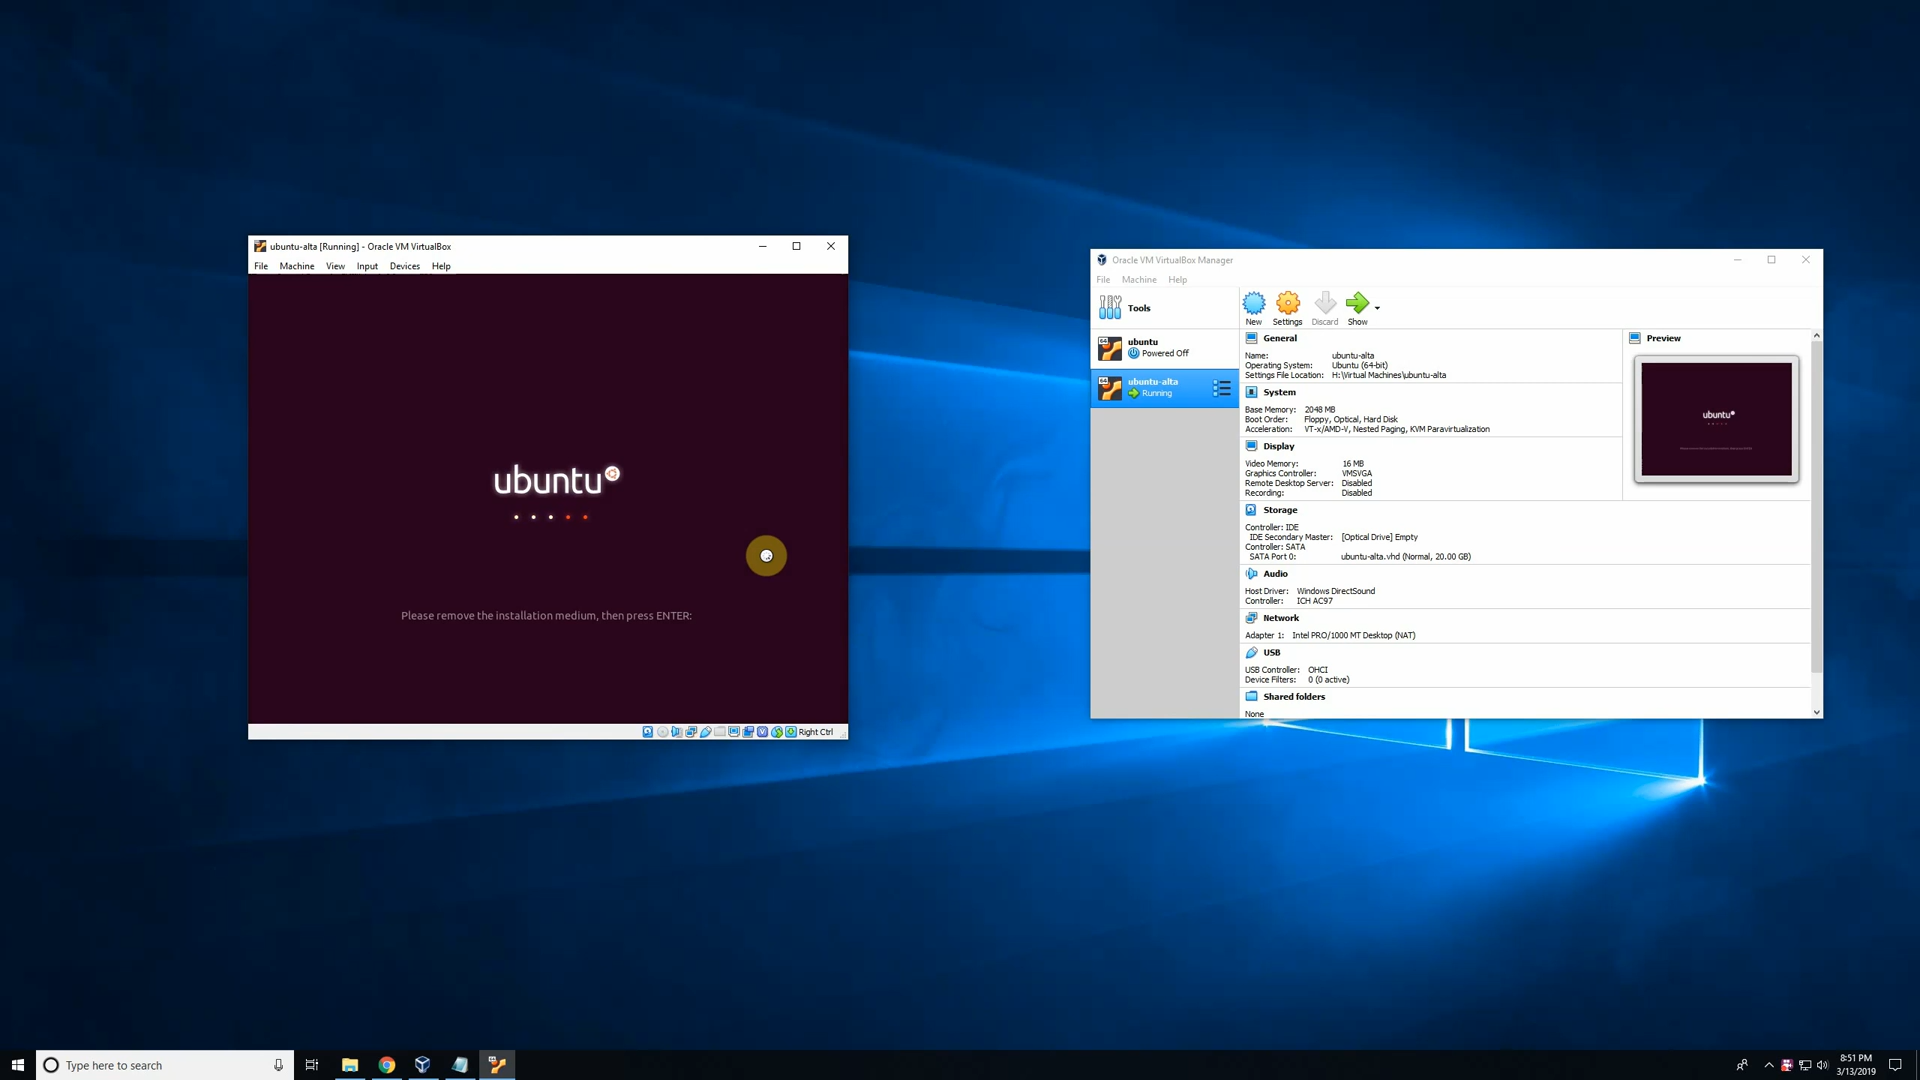 ubuntu-alta [Running] - Oracle VM VirtualBox
File Machine View Input Devices Help
ubuntu
Please remove the installation medium, then press ENTER:
Right Ctrl
Oracle VM VirtualBox Manager
File Machine Help
Tools
New Settings Discard Show
64 ubuntu
Powered Off
64 ubuntu-alta
Running
General
Name: ubuntu-alta
Operating System: Ubuntu (64-bit)
Settings File Location: H:\Virtual Machines\ubuntu-alta
System
Base Memory: 2048 MB
Boot Order: Floppy, Optical, Hard Disk
Acceleration: VT-x/AMD-V, Nested Paging, KVM Paravirtualization
Display
Video Memory: 16 MB
Graphics Controller: VMSVGA
Remote Desktop Server: Disabled
Recording: Disabled
Storage
Controller: IDE
IDE Secondary Master: [Optical Drive] Empty
Controller: SATA
SATA Port 0: ubuntu-alta.vhd (Normal, 20.00 GB)
Audio
Host Driver: Windows DirectSound
Controller: ICH AC97
Network
Adapter 1: Intel PRO/1000 MT Desktop (NAT)
USB
USB Controller: OHCI
Device Filters: 0 (0 active)
Shared folders
None
Preview
ubuntu
Type here to search
8:51 PM
3/13/2019